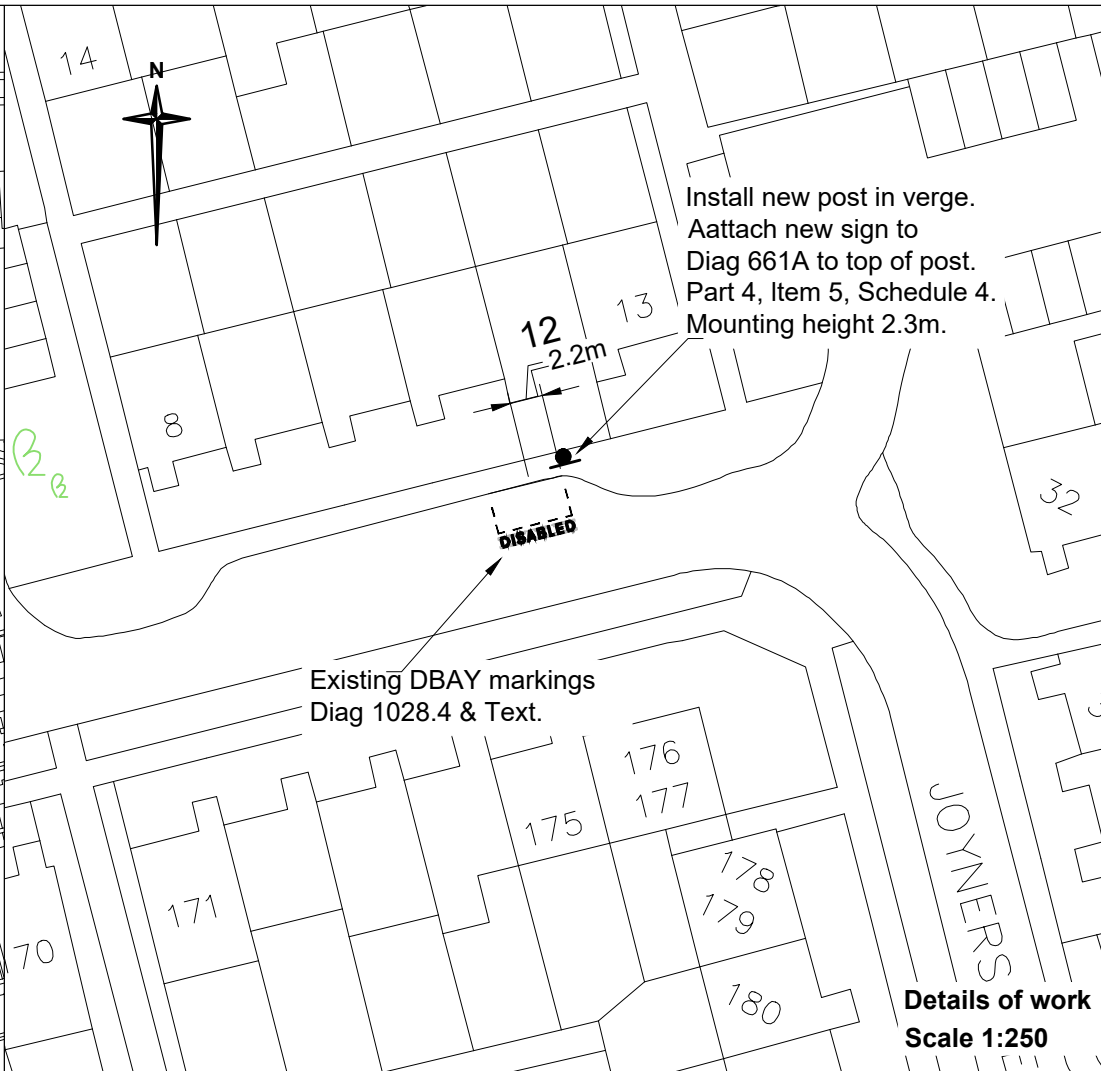 14
N
Install new post in verge.
Aattach new sign to
Diag 661A to top of post.
Part 4, Item 5, Schedule 4.
Mounting height 2.3m.
13
12
2.2m
8
32
DISABLED
Existing DBAY markings
Diag 1028.4 & Text.
176
177
175
178
179
171
70
180
JOYNERS
Details of work
Scale 1:250